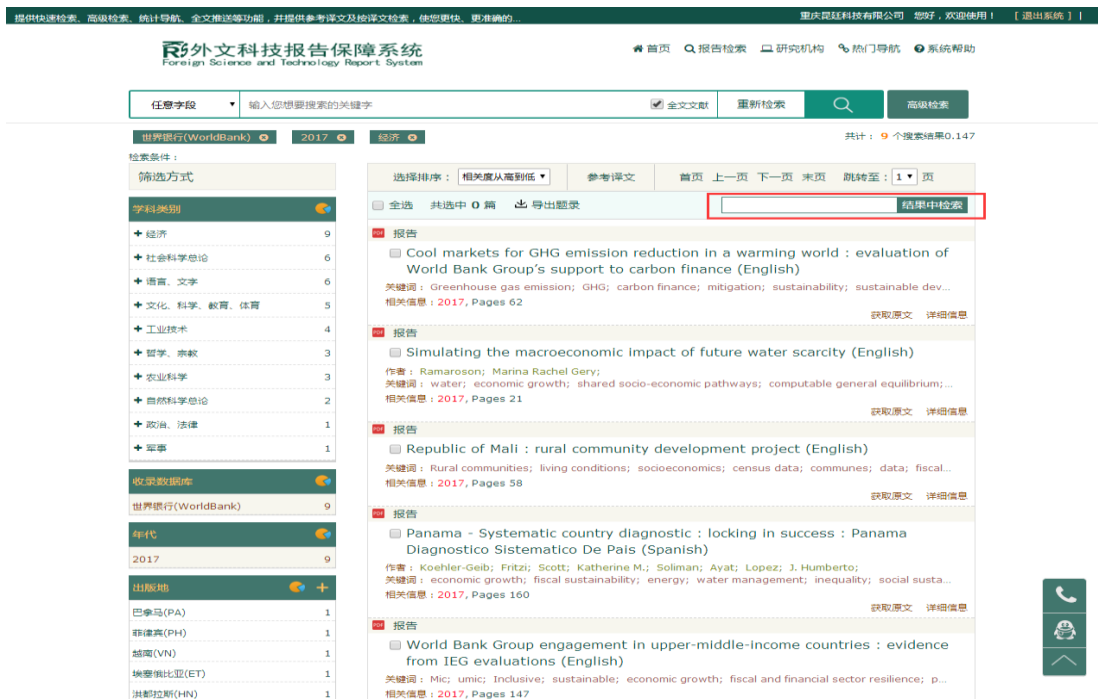 提供快速检索、高级检索、统计导航、全文推送等功能，并提供参考译文及按译文检索，使您更快、更准确的...
重庆昆廷科技有限公司 您好，欢迎使用！ [ 退出系统 ] |
外文科技报告保障系统
Foreign Science and Technology Report System
首页 报告检索 研究机构 热门导航 系统帮助
任意字段 输入您想要搜索的关键字 全文文献 重新检索 高级检索
世界银行(WorldBank) 2017 经济
共计： 9 个搜索结果0.147
检索条件：
筛选方式
学科类别
经济 9
社会科学总论 6
语言、文字 6
文化、科学、教育、体育 5
工业技术 4
哲学、宗教 3
农业科学 3
自然科学总论 2
政治、法律 1
军事 1
收录数据库
世界银行(WorldBank) 9
年代
2017 9
出版地
巴拿马(PA) 1
菲律宾(PH) 1
越南(VN) 1
埃塞俄比亚(ET) 1
洪都拉斯(HN) 1
选择排序： 相关度从高到低 参考译文 首页 上一页 下一页 末页 跳转至： 1 页
全选 共选中 0 篇 导出题录 结果中检索
PDF 报告
Cool markets for GHG emission reduction in a warming world : evaluation of
World Bank Group's support to carbon finance (English)
关键词： Greenhouse gas emission; GHG; carbon finance; mitigation; sustainability; sustainable dev...
相关信息：2017, Pages 62
获取原文 详细信息
PDF 报告
Simulating the macroeconomic impact of future water scarcity (English)
作者： Ramaroson; Marina Rachel Gery;
关键词： water; economic growth; shared socio-economic pathways; computable general equilibrium;...
相关信息：2017, Pages 21
获取原文 详细信息
PDF 报告
Republic of Mali : rural community development project (English)
关键词： Rural communities; living conditions; socioeconomics; census data; communes; data; fiscal...
相关信息：2017, Pages 58
获取原文 详细信息
PDF 报告
Panama - Systematic country diagnostic : locking in success : Panama
Diagnostico Sistematico De Pais (Spanish)
作者： Koehler-Geib; Fritzi; Scott; Katherine M.; Soliman; Ayat; Lopez; J. Humberto;
关键词： economic growth; fiscal sustainability; energy; water management; inequality; social susta...
相关信息：2017, Pages 160
获取原文 详细信息
PDF 报告
World Bank Group engagement in upper-middle-income countries : evidence
from IEG evaluations (English)
关键词： Mic; umic; Inclusive; sustainable; economic growth; fiscal and financial sector resilience; p...
相关信息：2017, Pages 147